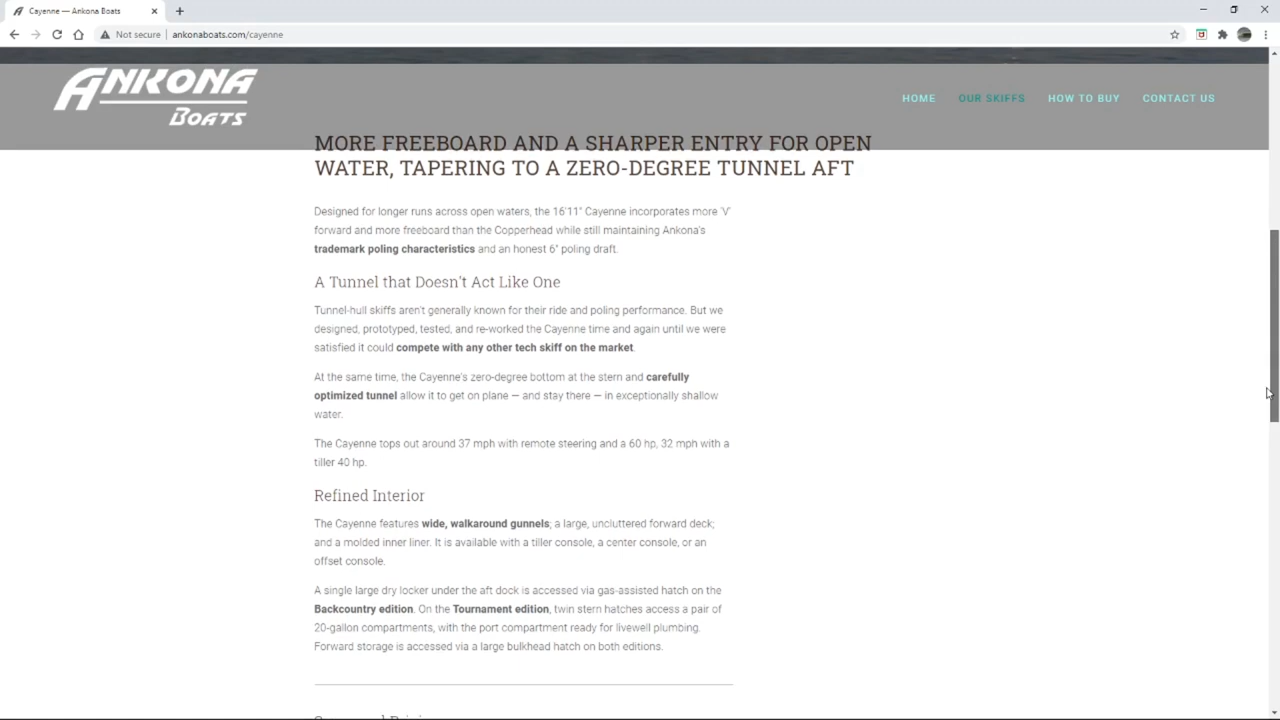 Cayenne — Ankona Boats
Not secure
ankonaboats.com/cayenne
ANKONA
BOATS
HOME
OUR SKIFFS
HOW TO BUY
CONTACT US
MORE FREEBOARD AND A SHARPER ENTRY FOR OPEN
WATER, TAPERING TO A ZERO-DEGREE TUNNEL AFT
Designed for longer runs across open waters, the 16'11" Cayenne incorporates more 'V'
forward and more freeboard than the Copperhead while still maintaining Ankona's
trademark poling characteristics and an honest 6" poling draft.
A Tunnel that Doesn't Act Like One
Tunnel-hull skiffs aren't generally known for their ride and poling performance. But we
designed, prototyped, tested, and re-worked the Cayenne time and again until we were
satisfied it could compete with any other tech skiff on the market.
At the same time, the Cayenne's zero-degree bottom at the stern and carefully
optimized tunnel allow it to get on plane — and stay there — in exceptionally shallow
water.
The Cayenne tops out around 37 mph with remote steering and a 60 hp, 32 mph with a
tiller 40 hp.
Refined Interior
The Cayenne features wide, walkaround gunnels; a large, uncluttered forward deck;
and a molded inner liner. It is available with a tiller console, a center console, or an
offset console.
A single large dry locker under the aft dock is accessed via gas-assisted hatch on the
Backcountry edition. On the Tournament edition, twin stern hatches access a pair of
20-gallon compartments, with the port compartment ready for livewell plumbing.
Forward storage is accessed via a large bulkhead hatch on both editions.